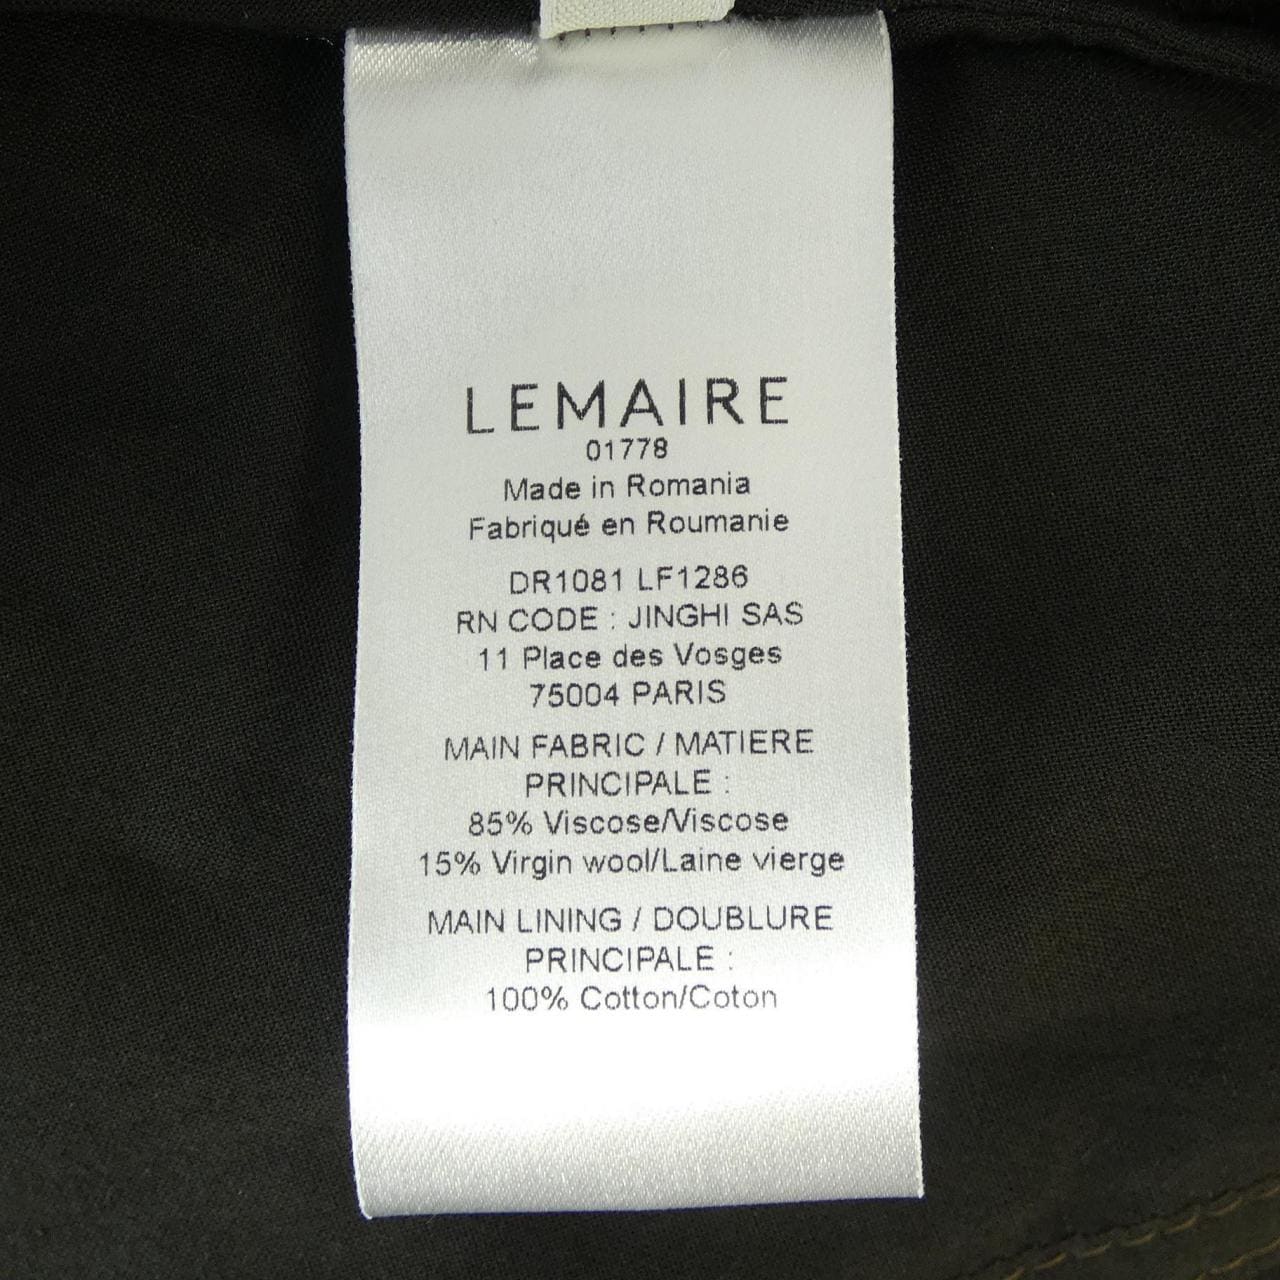 LEMAIRE
01778
Made in Romania
Fabriqué en Roumanie
DR1081 LF1286
RN CODE : JINGHI SAS
11 Place des Vosges
75004 PARIS
MAIN FABRIC / MATIERE
PRINCIPALE :
85% Viscose/Viscose
15% Virgin wool/Laine vierge
MAIN LINING / DOUBLURE
PRINCIPALE :
100% Cotton/Coton